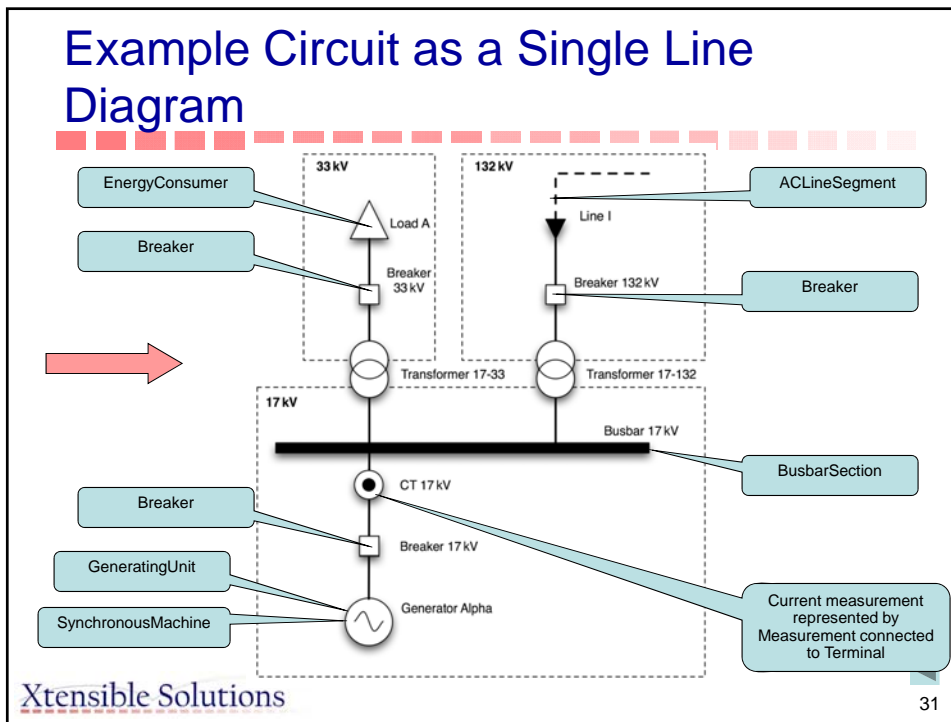 Example Circuit as a Single Line
Diagram
33 kV
132 kV
EnergyConsumer
ACLineSegment
Load A
Line I
Breaker
Breaker
33 kV
Breaker 132 kV
Breaker
Transformer 17-33
Transformer 17-132
17 kV
Busbar 17 kV
BusbarSection
CT 17 kV
Breaker
Breaker 17 kV
GeneratingUnit
Generator Alpha
SynchronousMachine
Current measurement
represented by
Measurement connected
to Terminal
Xtensible Solutions
31